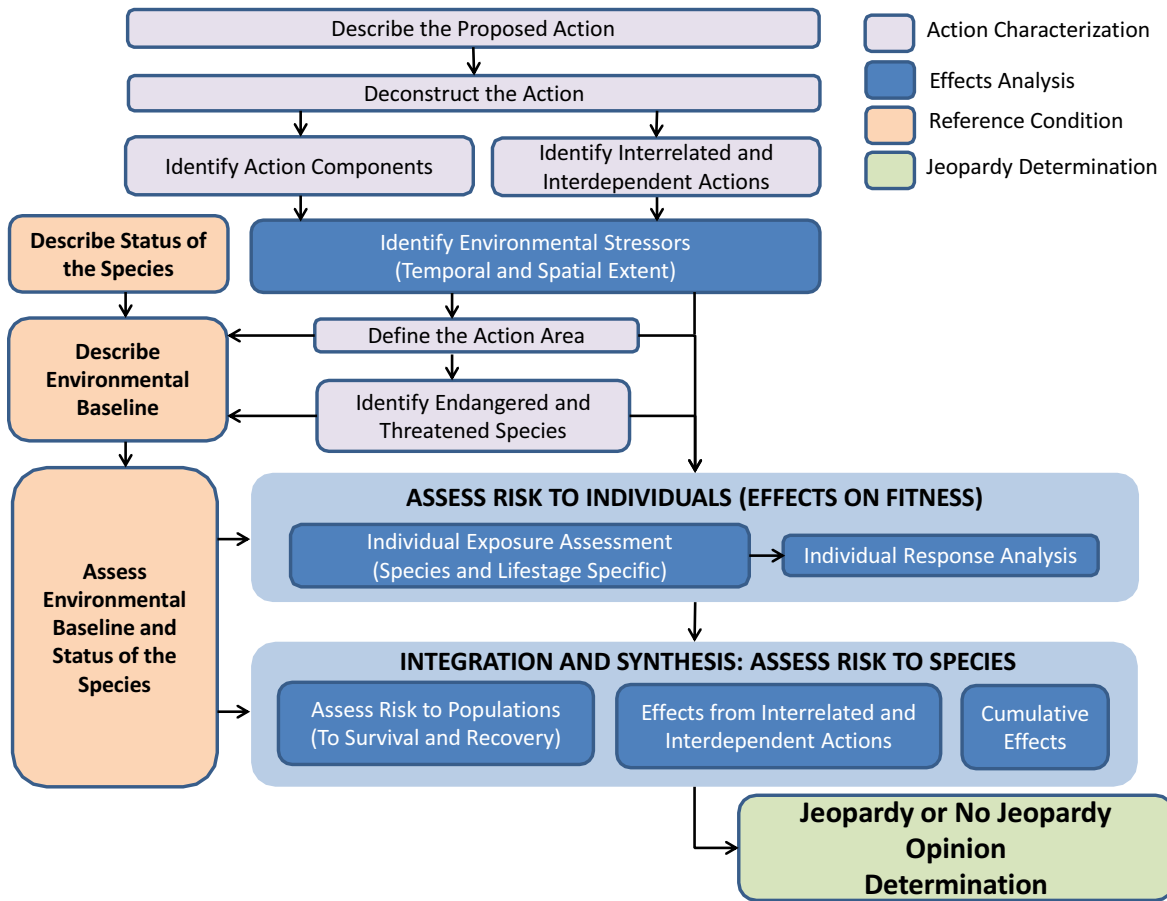 Describe the Proposed Action
Deconstruct the Action
Identify Action Components
Identify Interrelated and
Interdependent Actions
Action Characterization
Effects Analysis
Reference Condition
Jeopardy Determination
Describe Status of
the Species
Identify Environmental Stressors
(Temporal and Spatial Extent)
Describe
Environmental
Baseline
Define the Action Area
Identify Endangered and
Threatened Species
Assess
Environmental
Baseline and
Status of the
Species
ASSESS RISK TO INDIVIDUALS (EFFECTS ON FITNESS)
Individual Exposure Assessment
(Species and Lifestage Specific)
Individual Response Analysis
INTEGRATION AND SYNTHESIS: ASSESS RISK TO SPECIES
Assess Risk to Populations
(To Survival and Recovery)
Effects from Interrelated and
Interdependent Actions
Cumulative
Effects
Jeopardy or No Jeopardy
Opinion
Determination